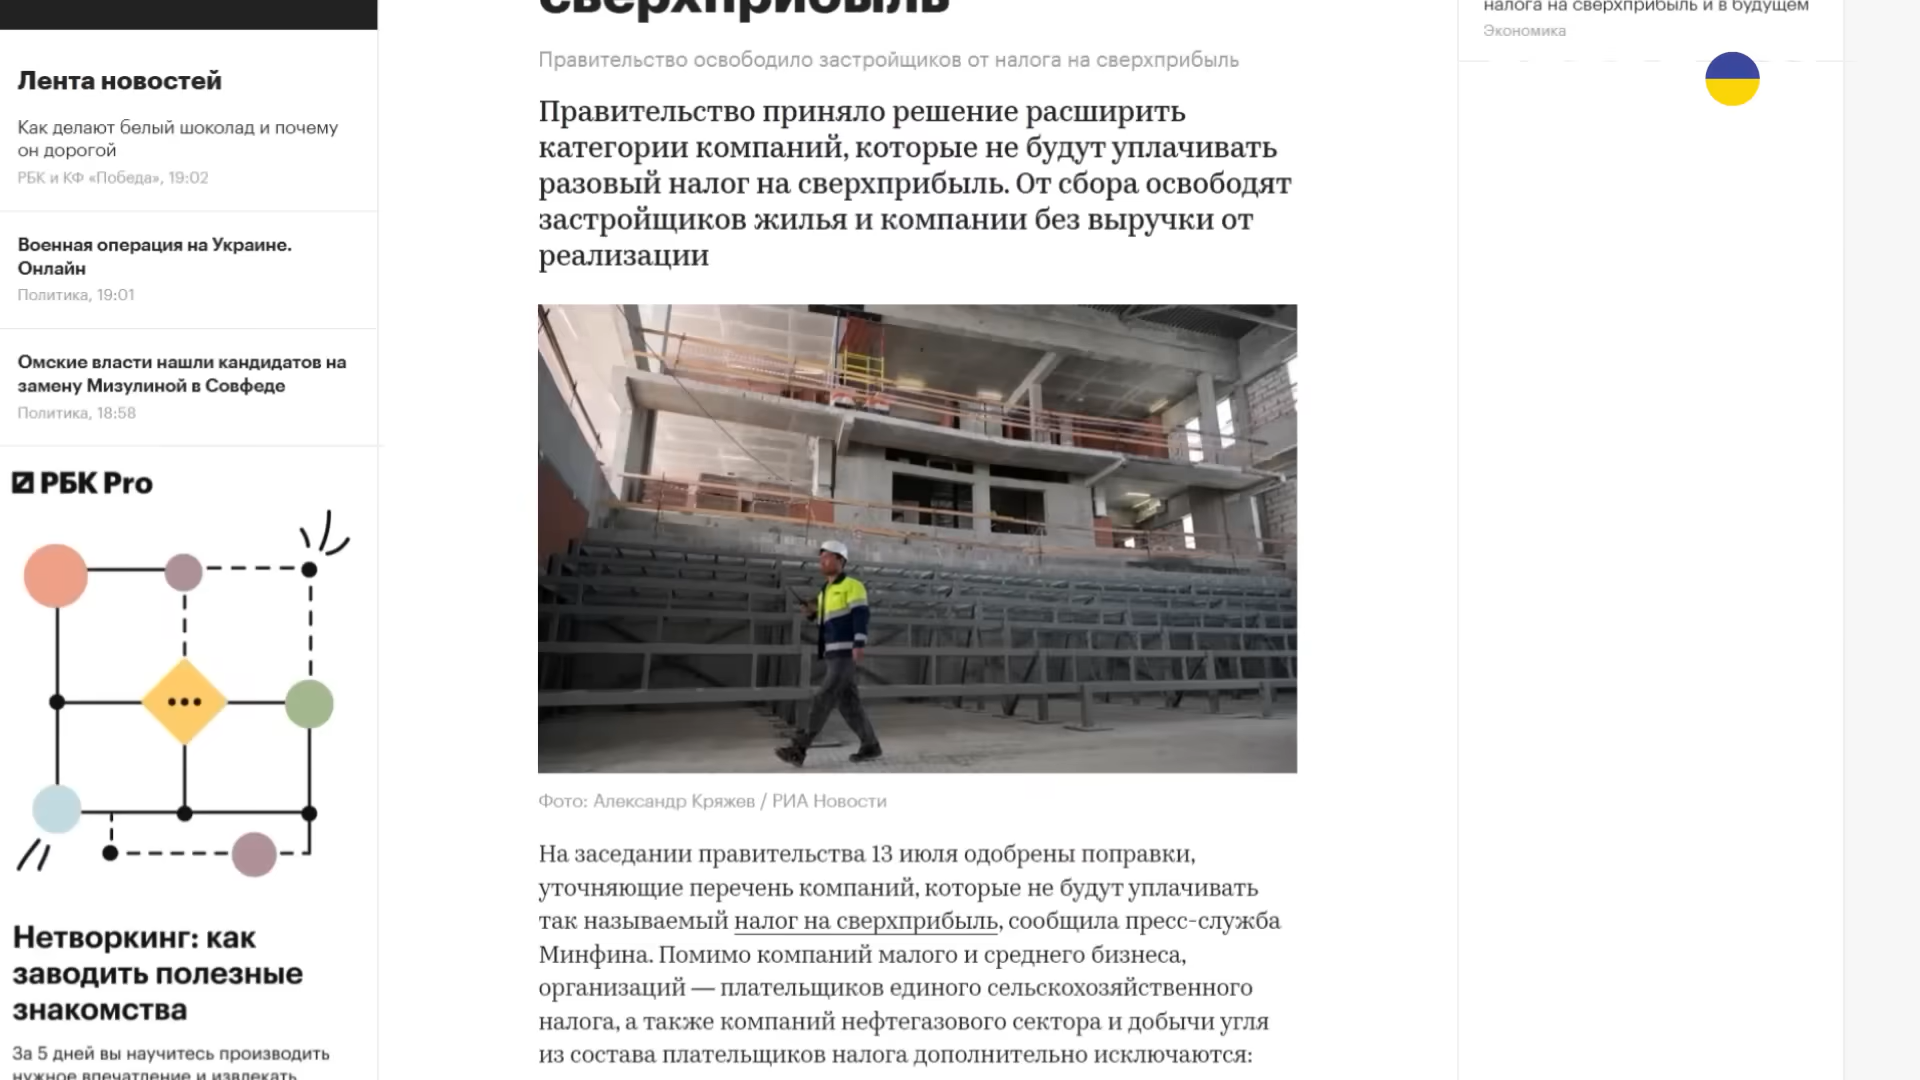 Лента новостей
Как делают белый шоколад и почему
он дорогой
РБК и КФ «Победа», 19:02
Военная операция на Украине.
Онлайн
Политика, 19:01
Омские власти нашли кандидатов на
замену Мизулиной в Совфеде
Политика, 18:58
РБК Pro
Нетворкинг: как
заводить полезные
знакомства
За 5 дней вы научитесь производить
нужное впечатление и извлекать
сверхприбыль
Правительство освободило застройщиков от налога на сверхприбыль
Правительство приняло решение расширить
категории компаний, которые не будут уплачивать
разовый налог на сверхприбыль. От сбора освободят
застройщиков жилья и компании без выручки от
реализации
Фото: Александр Кряжев / РИА Новости
На заседании правительства 13 июля одобрены поправки,
уточняющие перечень компаний, которые не будут уплачивать
так называемый налог на сверхприбыль, сообщила пресс-служба
Минфина. Помимо компаний малого и среднего бизнеса,
организаций — плательщиков единого сельскохозяйственного
налога, а также компаний нефтегазового сектора и добычи угля
из состава плательщиков налога дополнительно исключаются:
налога на сверхприбыль и в будущем
Экономика